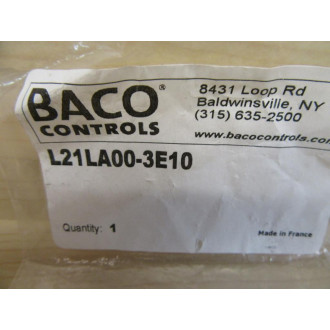 BACO®
CONTROLS
8431 Loop Rd
Baldwinsville, NY
(315) 635-2500
www.bacocontrols.
L21LA00-3E10
Quantity: 1
Made in France